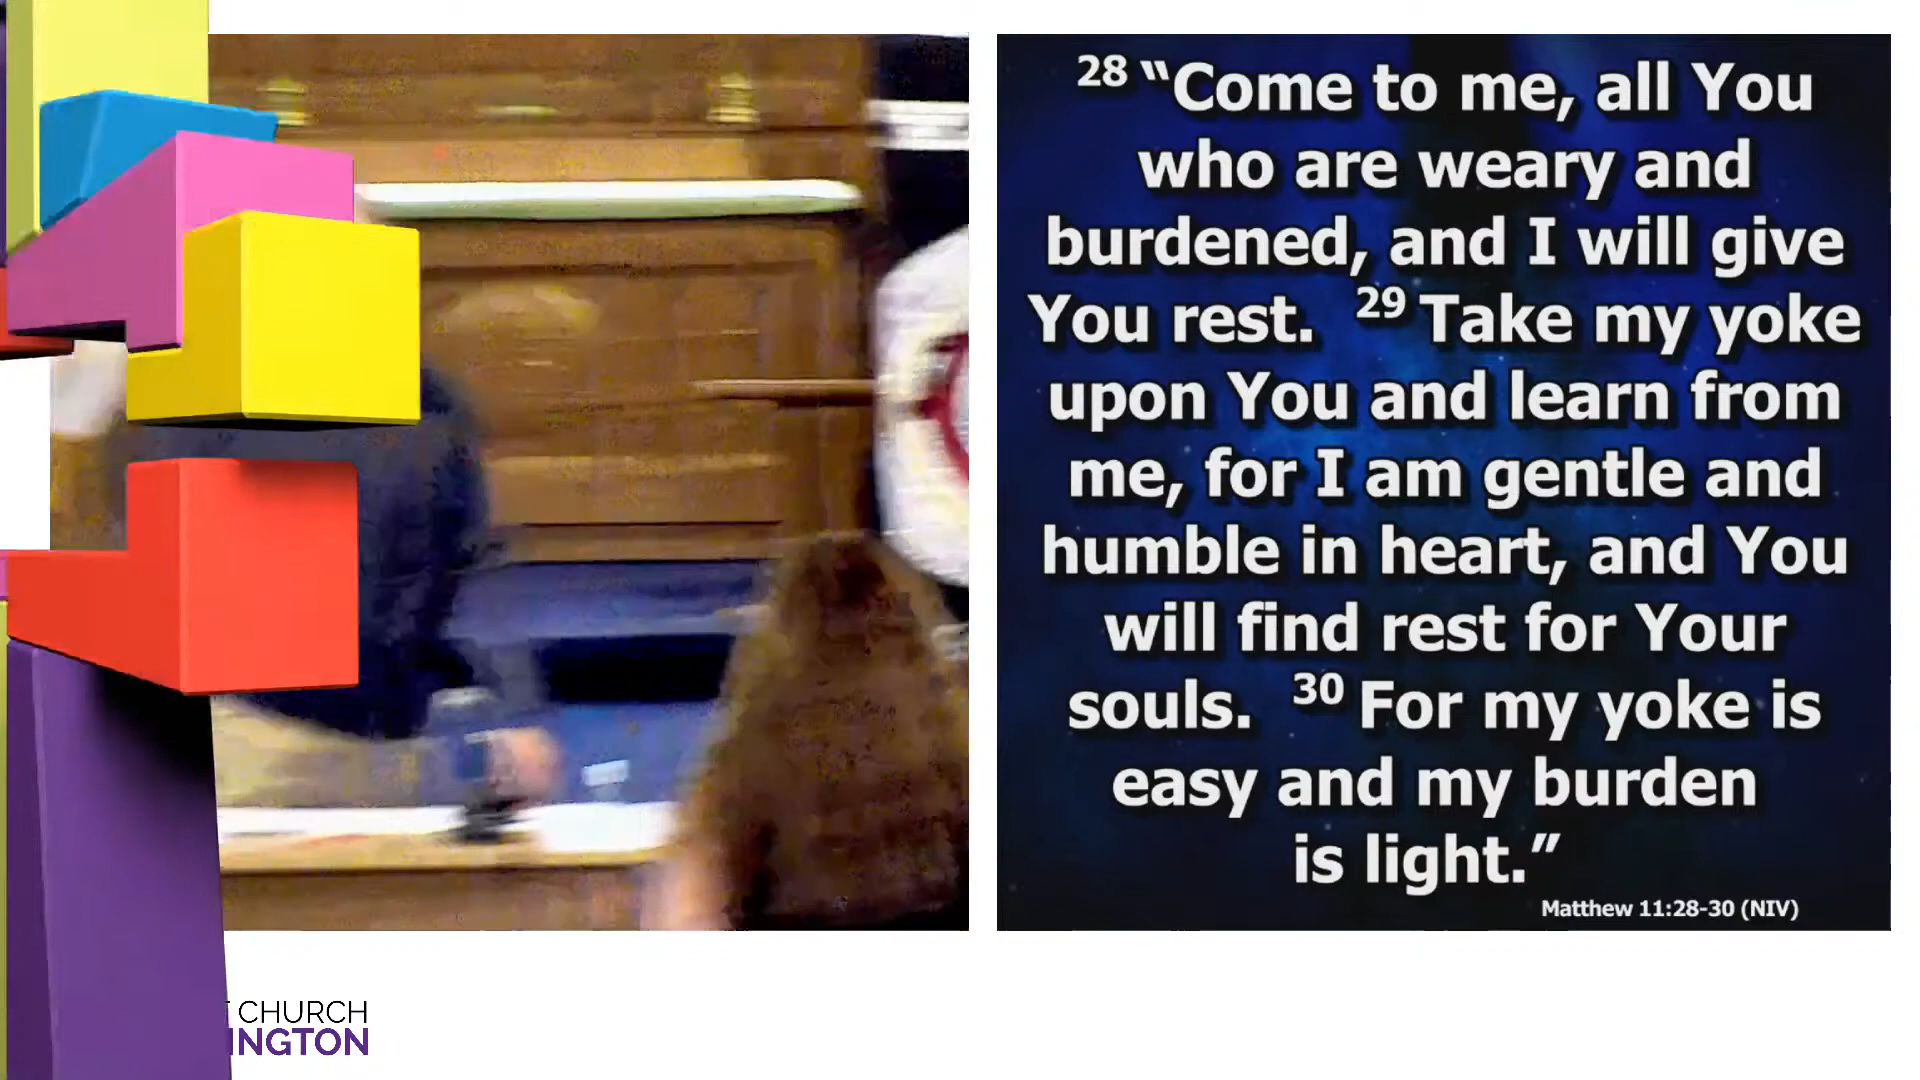 28 “Come to me, all You
who are weary and
burdened, and I will give
You rest. 29 Take my yoke
upon You and learn from
me, for I am gentle and
humble in heart, and You
will find rest for Your
souls. 30 For my yoke is
easy and my burden
is light.”
Matthew 11:28-30 (NIV)
CHURCH